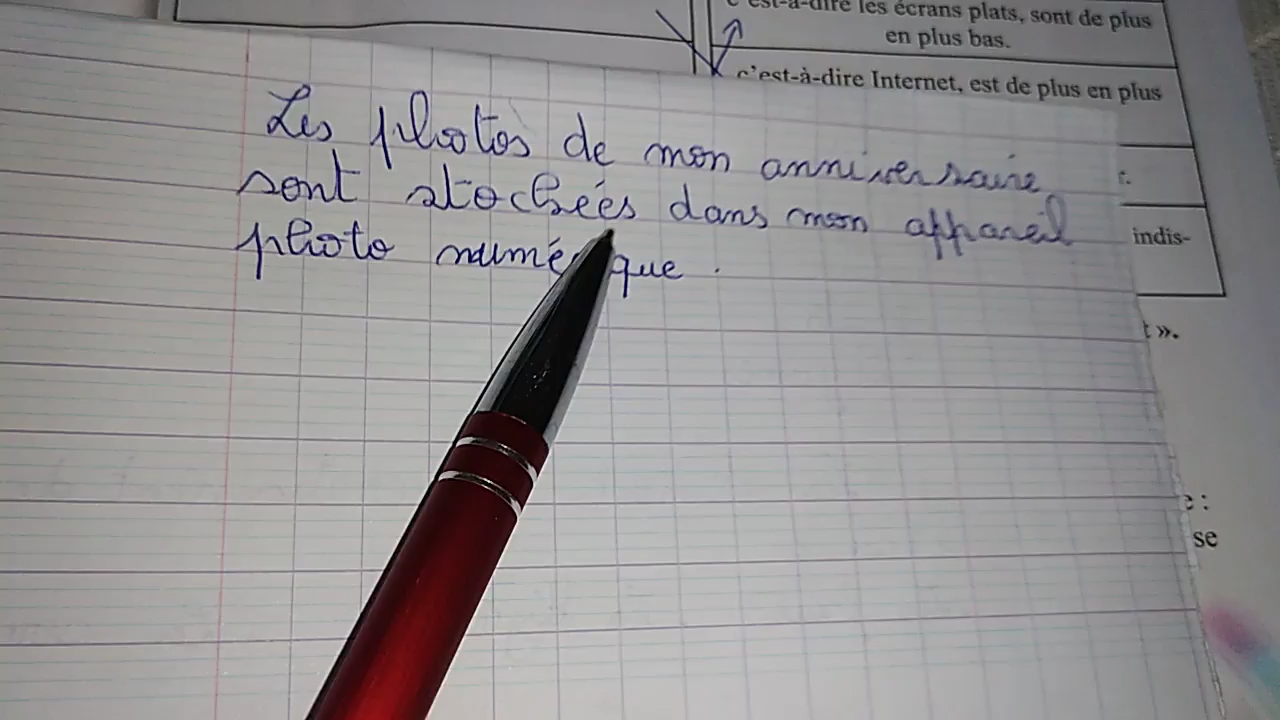 c'est-à-dire les écrans plats, sont de plus
en plus bas.
c'est-à-dire Internet, est de plus en plus
Les photos de mon anniversaire
sont stockées dans mon appareil
photo numérique.
indis-
t ».
e :
se